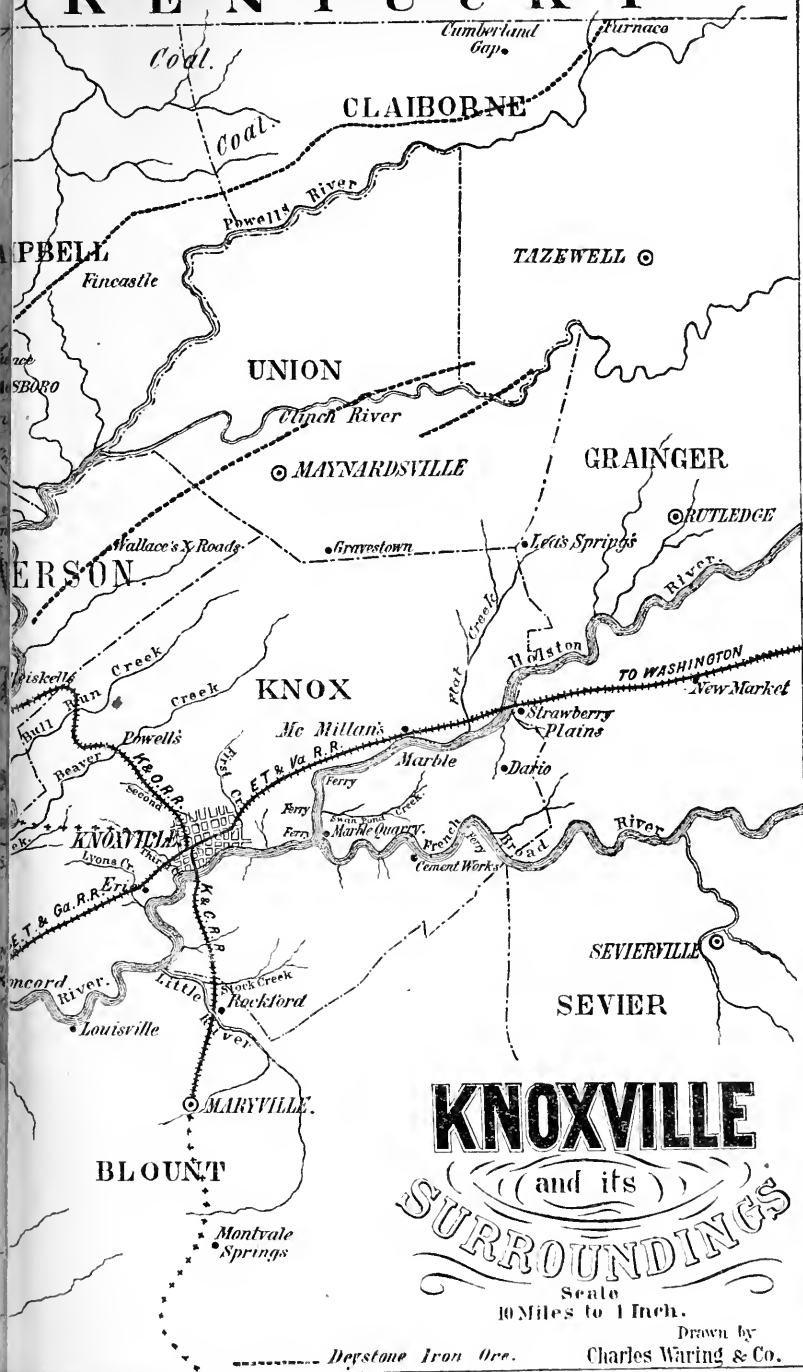 KENTUCKY
Cumberland
Gap.
Furnace
Coal.
Coal.
CLAIBORNE
Powell's River
TAZEWELL
Fincastle
UNION
Clinch River
MAYNARDSVILLE
GRAINGER
RUTLEDGE
Wallace's X Roads
Gravestown
Lea's Springs
ERSON.
Holston River.
Flat Creek
TO WASHINGTON
New Market
Bull Run Creek
KNOX
Strawberry
Plains
Mc Millan's
Powell's
Creek
Beaver
K & O. R.R.
Second
First Cr.
E.T & Va R.R.
Marble
Ferry
Dario
Ferry
Swan Pond Creek
Ferry
Marble Quarry.
French Broad River
Ferry
KNOXVILLE
Third Cr.
Lyons Cr.
Cement Works
Erie
E.T. & Ga. R.R.
K & C. R.R
SEVIERVILLE
River.
Little River
Stock Creek
Rockford
SEVIER
Louisville
MARYVILLE.
BLOUNT
Montvale
Springs
KNOXVILLE
and its
SURROUNDINGS
Scale
10 Miles to 1 Inch.
Drawn by
Charles Waring & Co.
Deystone Iron Ore.